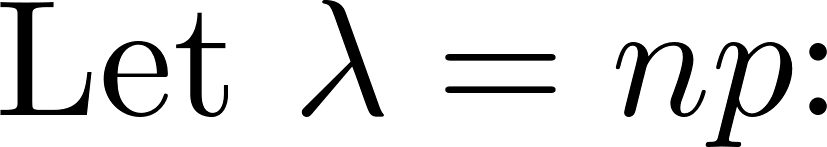 Let λ = np: